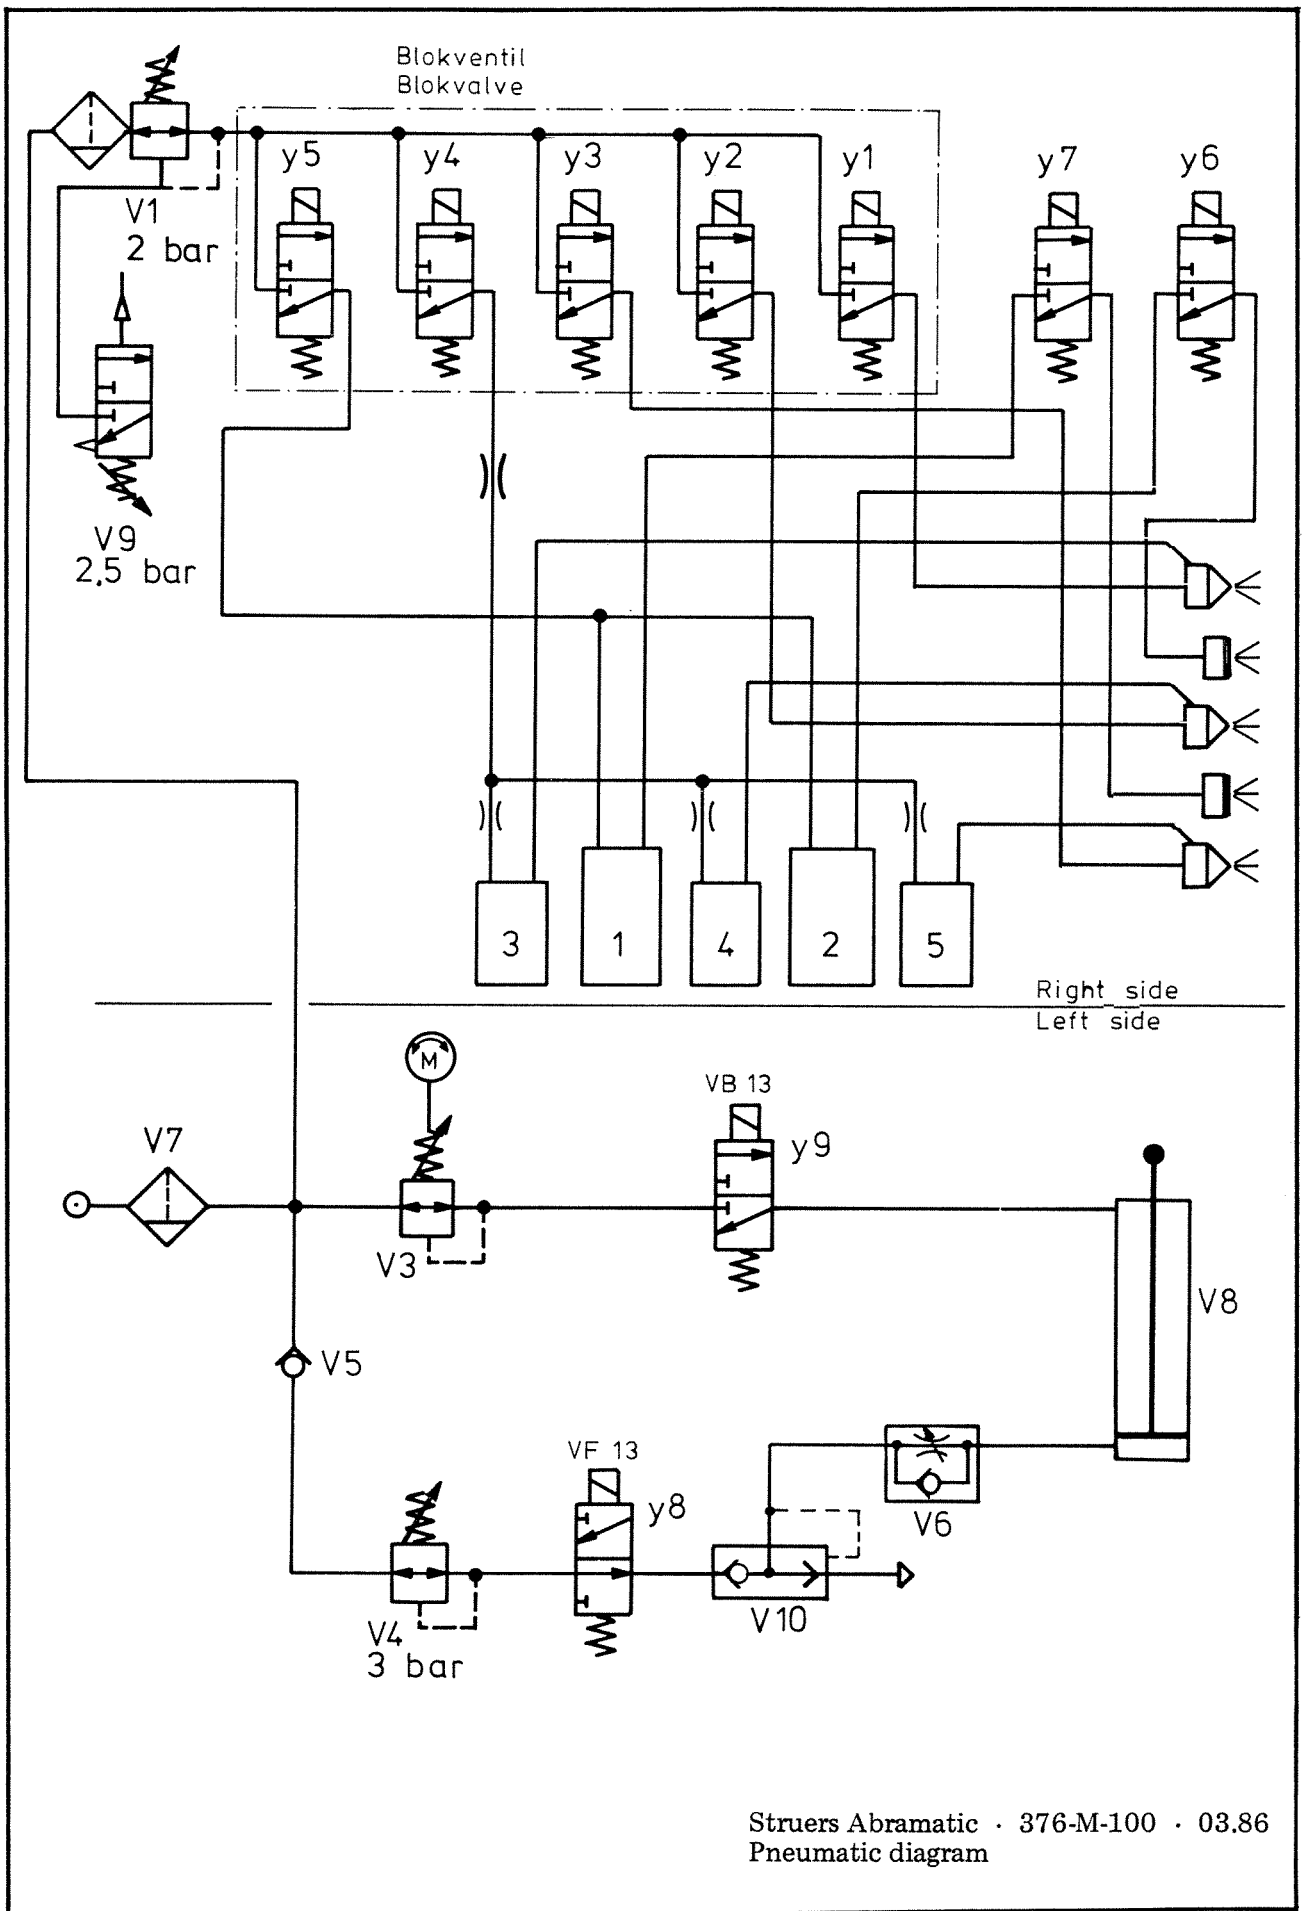 Blokventil
Blokvalve
y5
y4
y3
y2
y1
y7
y6
V1
2 bar
V9
2,5 bar
3
1
4
2
5
Right side
Left side
M
VB 13
V7
y9
V3
V8
V5
VF 13
y8
V6
V10
V4
3 bar
Struers Abramatic · 376-M-100 · 03.86
Pneumatic diagram